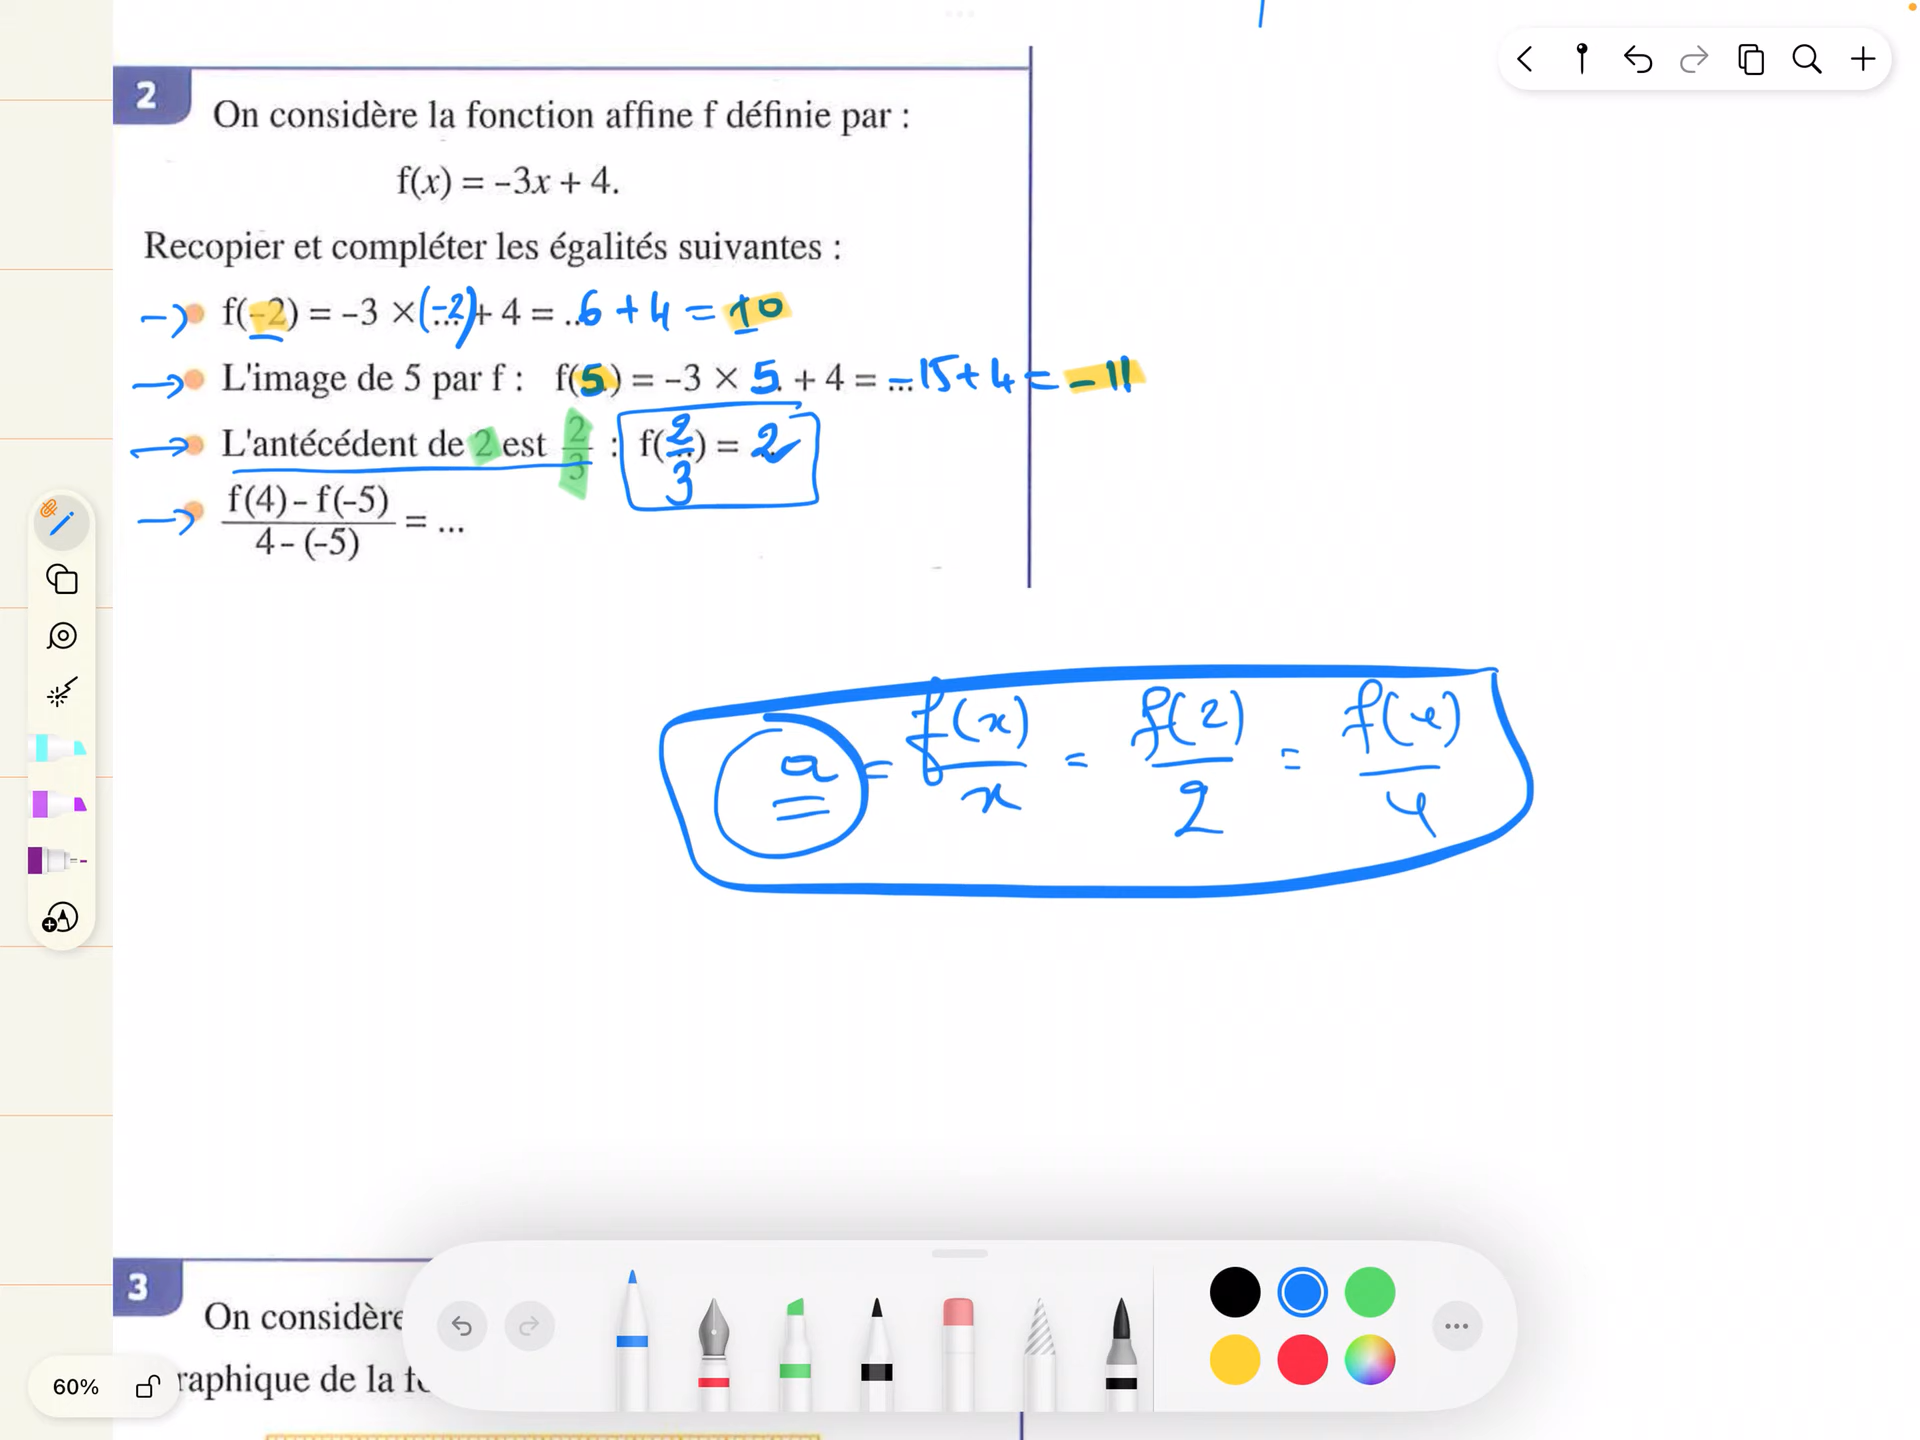 2
On considère la fonction affine f définie par :
f(x) = -3x + 4.
Recopier et compléter les égalités suivantes :
→ • f(-2) = -3 × (-2) + 4 = ..6 + 4 = 10
→ • L'image de 5 par f : f(5) = -3 × 5 + 4 = ...-15 + 4 = -11
→ • L'antécédent de 2 est 2/3 : f(2/3) = 2
→ • f(4) - f(-5) / 4 - (-5) = ...
a = f(x)/x = f(2)/2 = f(4)/4
3
On considère
raphique de la
60%